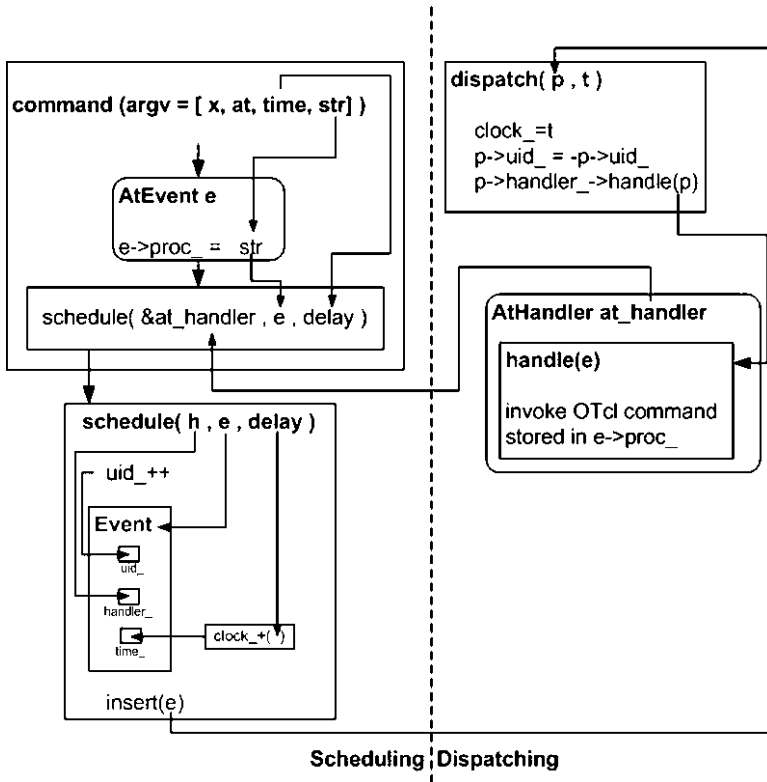 command (argv = [ x, at, time, str] )
AtEvent e
e->proc_ = str
schedule( &at_handler , e , delay )
schedule( h , e , delay )
uid_++
Event
uid_
handler_
time_
clock_+( )
insert(e)
dispatch( p , t )
clock_=t
p->uid_ = -p->uid_
p->handler_->handle(p)
AtHandler at_handler
handle(e)
invoke OTcl command
stored in e->proc_
Scheduling Dispatching